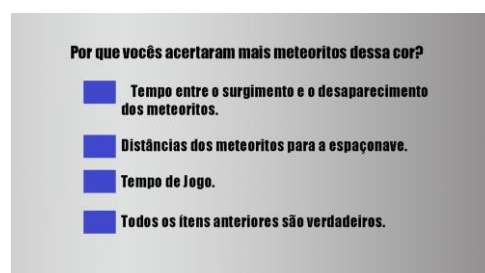 Por que vocês acertaram mais meteoritos dessa cor?
Tempo entre o surgimento e o desaparecimento
dos meteoritos.
Distâncias dos meteoritos para a espaçonave.
Tempo de Jogo.
Todos os ítens anteriores são verdadeiros.